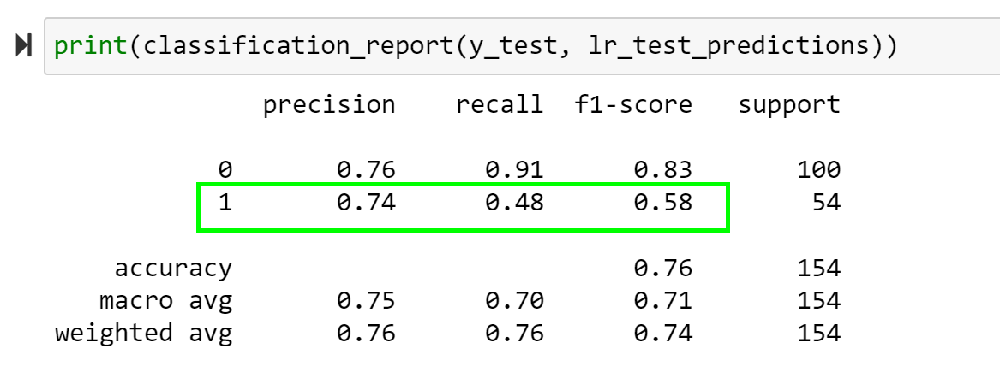 print(classification_report(y_test, lr_test_predictions))
precision recall f1-score support
0 0.76 0.91 0.83 100
1 0.74 0.48 0.58 54
accuracy 0.76 154
macro avg 0.75 0.70 0.71 154
weighted avg 0.76 0.76 0.74 154